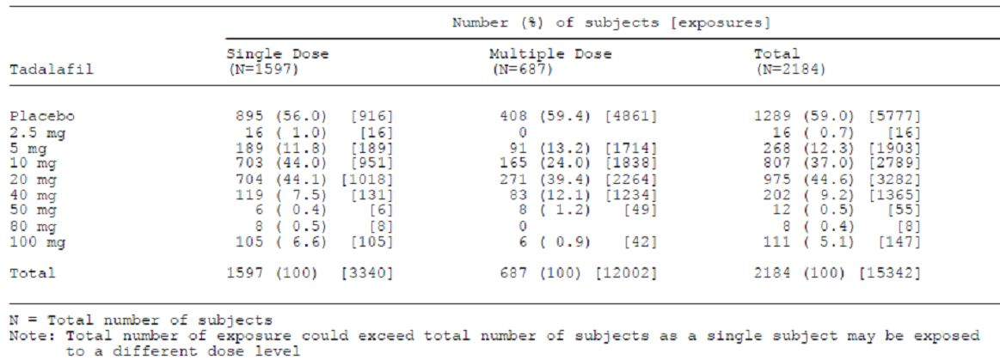 Number (%) of subjects [exposures]
Single Dose Multiple Dose Total
Tadalafil (N=1597) (N=687) (N=2184)
Placebo 895 (56.0) [916] 408 (59.4) [4861] 1289 (59.0) [5777]
2.5 mg 16 ( 1.0) [16] 0 16 ( 0.7) [16]
5 mg 189 (11.8) [189] 91 (13.2) [1714] 268 (12.3) [1903]
10 mg 703 (44.0) [951] 165 (24.0) [1838] 807 (37.0) [2789]
20 mg 704 (44.1) [1018] 271 (39.4) [2264] 975 (44.6) [3282]
40 mg 119 ( 7.5) [131] 83 (12.1) [1234] 202 ( 9.2) [1365]
50 mg 6 ( 0.4) [6] 8 ( 1.2) [49] 12 ( 0.5) [55]
80 mg 8 ( 0.5) [8] 0 8 ( 0.4) [8]
100 mg 105 ( 6.6) [105] 6 ( 0.9) [42] 111 ( 5.1) [147]
Total 1597 (100) [3340] 687 (100) [12002] 2184 (100) [15342]
N = Total number of subjects
Note: Total number of exposure could exceed total number of subjects as a single subject may be exposed
to a different dose level